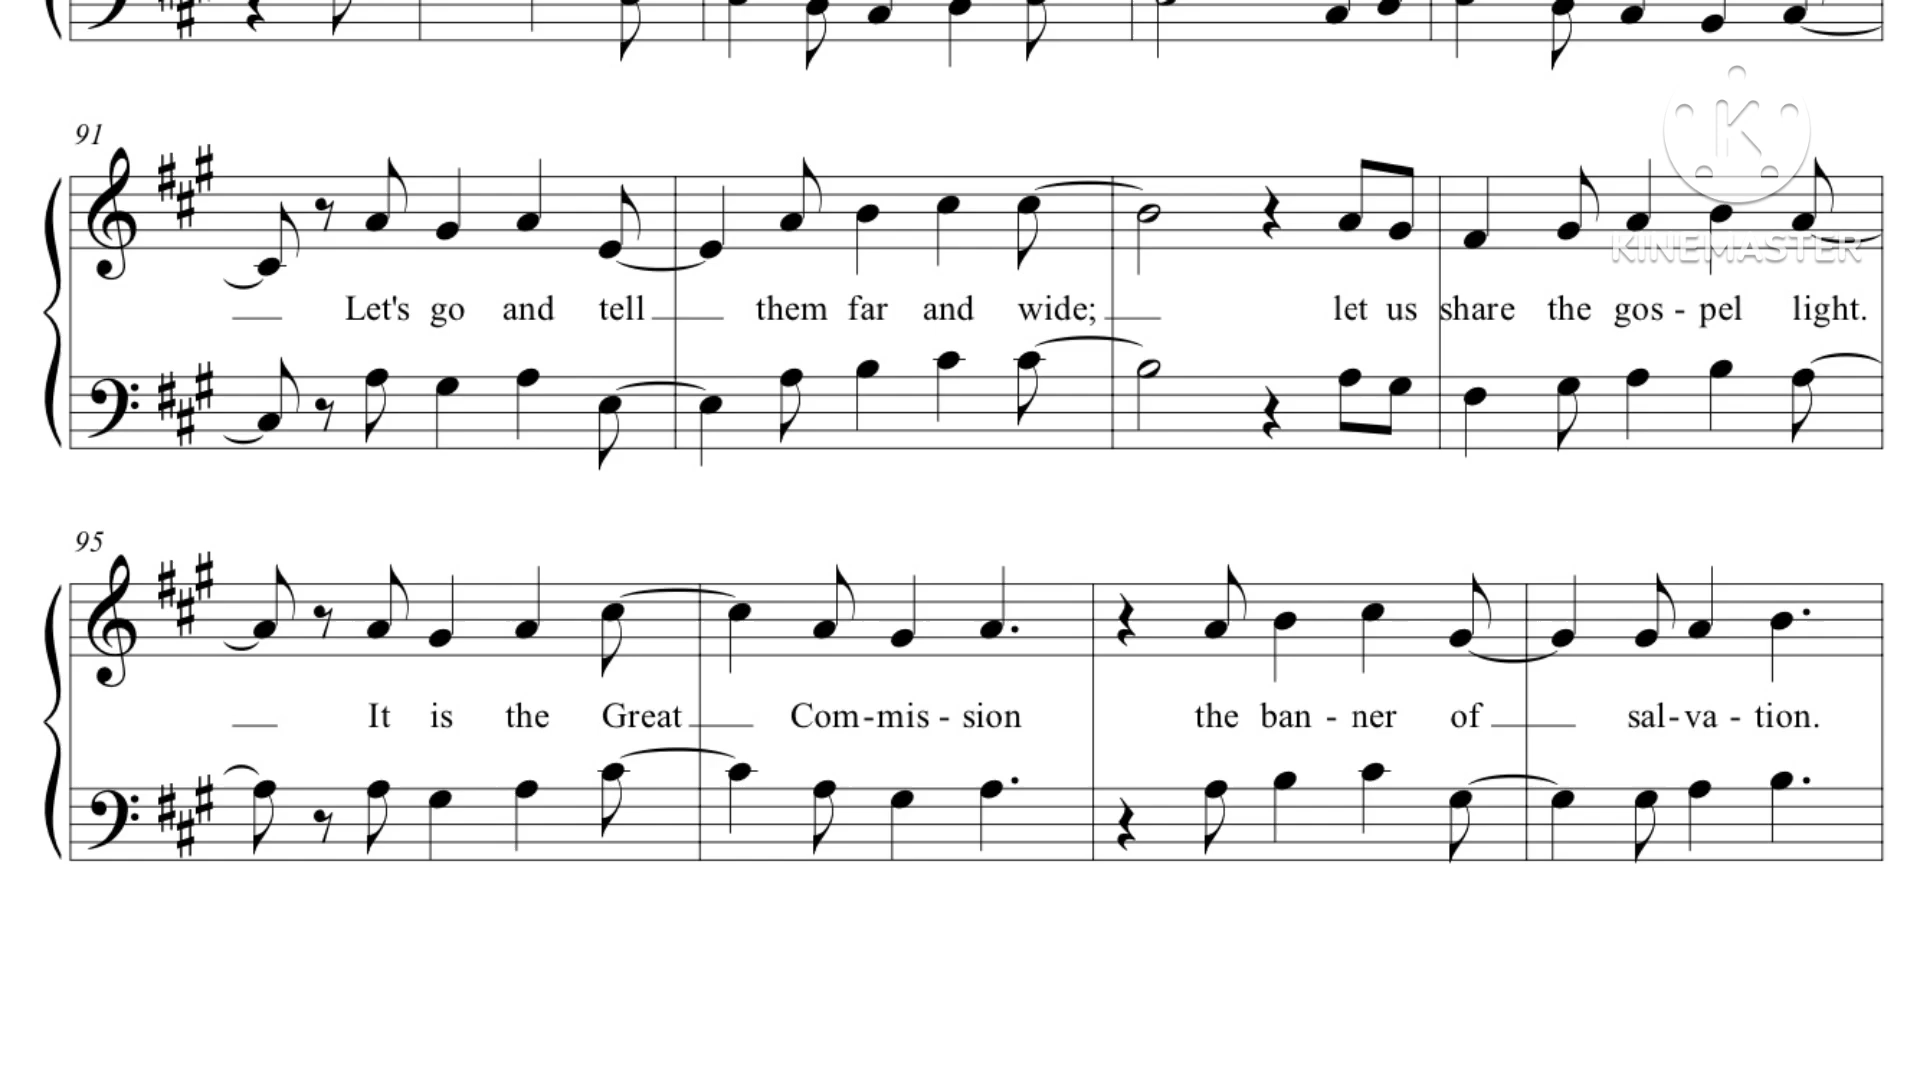 91
Let's go and tell them far and wide; let us share the gos - pel light.
KINEMASTER
95
It is the Great Com - mis - sion the ban - ner of sal - va - tion.